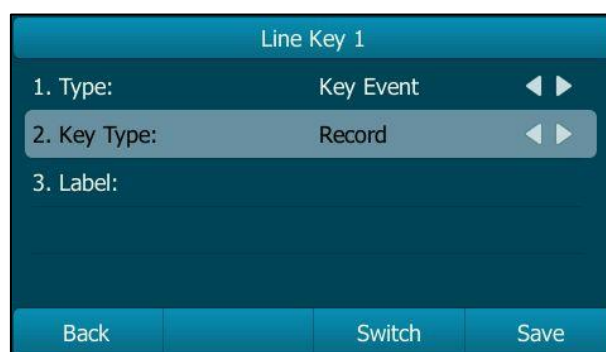 Line Key 1
1. Type: Key Event
2. Key Type: Record
3. Label:
Back Switch Save